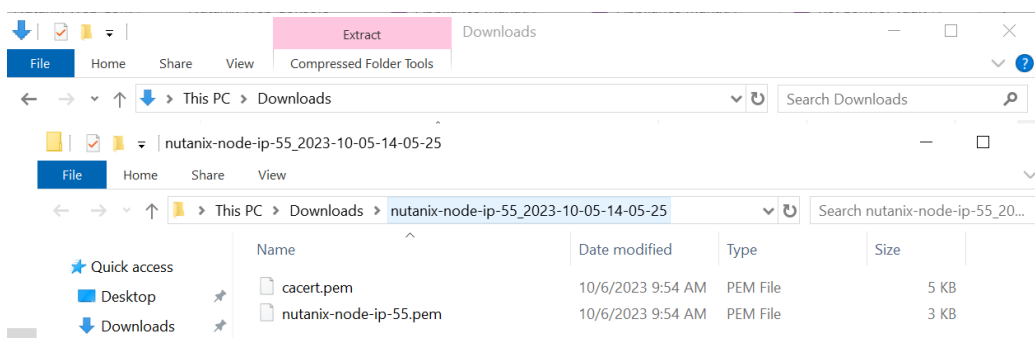 Extract
Downloads
File Home Share View Compressed Folder Tools
This PC > Downloads
Search Downloads
nutanix-node-ip-55_2023-10-05-14-05-25
File Home Share View
This PC > Downloads > nutanix-node-ip-55_2023-10-05-14-05-25
Search nutanix-node-ip-55_20...
Name Date modified Type Size
Quick access
Desktop
Downloads
cacert.pem 10/6/2023 9:54 AM PEM File 5 KB
nutanix-node-ip-55.pem 10/6/2023 9:54 AM PEM File 3 KB